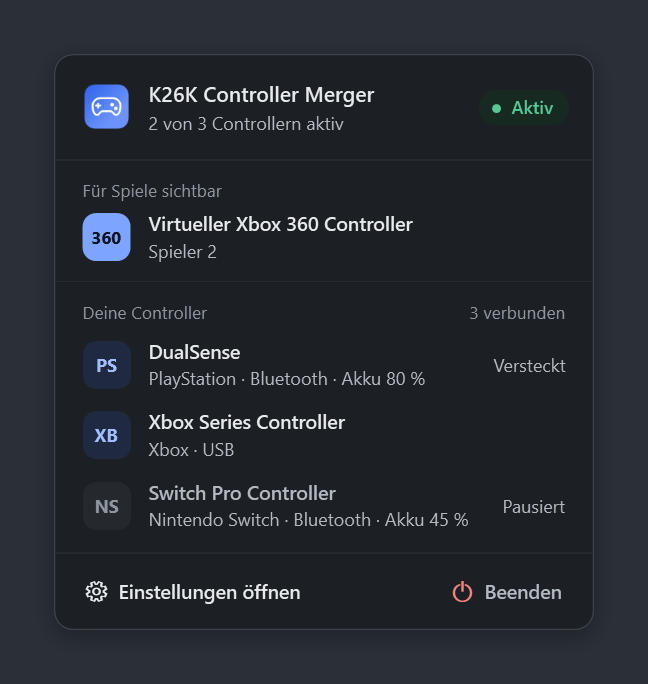 K26K Controller Merger
2 von 3 Controllern aktiv
Aktiv
Für Spiele sichtbar
360
Virtueller Xbox 360 Controller
Spieler 2
Deine Controller
3 verbunden
PS
DualSense
PlayStation · Bluetooth · Akku 80 %
Versteckt
XB
Xbox Series Controller
Xbox · USB
NS
Switch Pro Controller
Nintendo Switch · Bluetooth · Akku 45 %
Pausiert
Einstellungen öffnen
Beenden